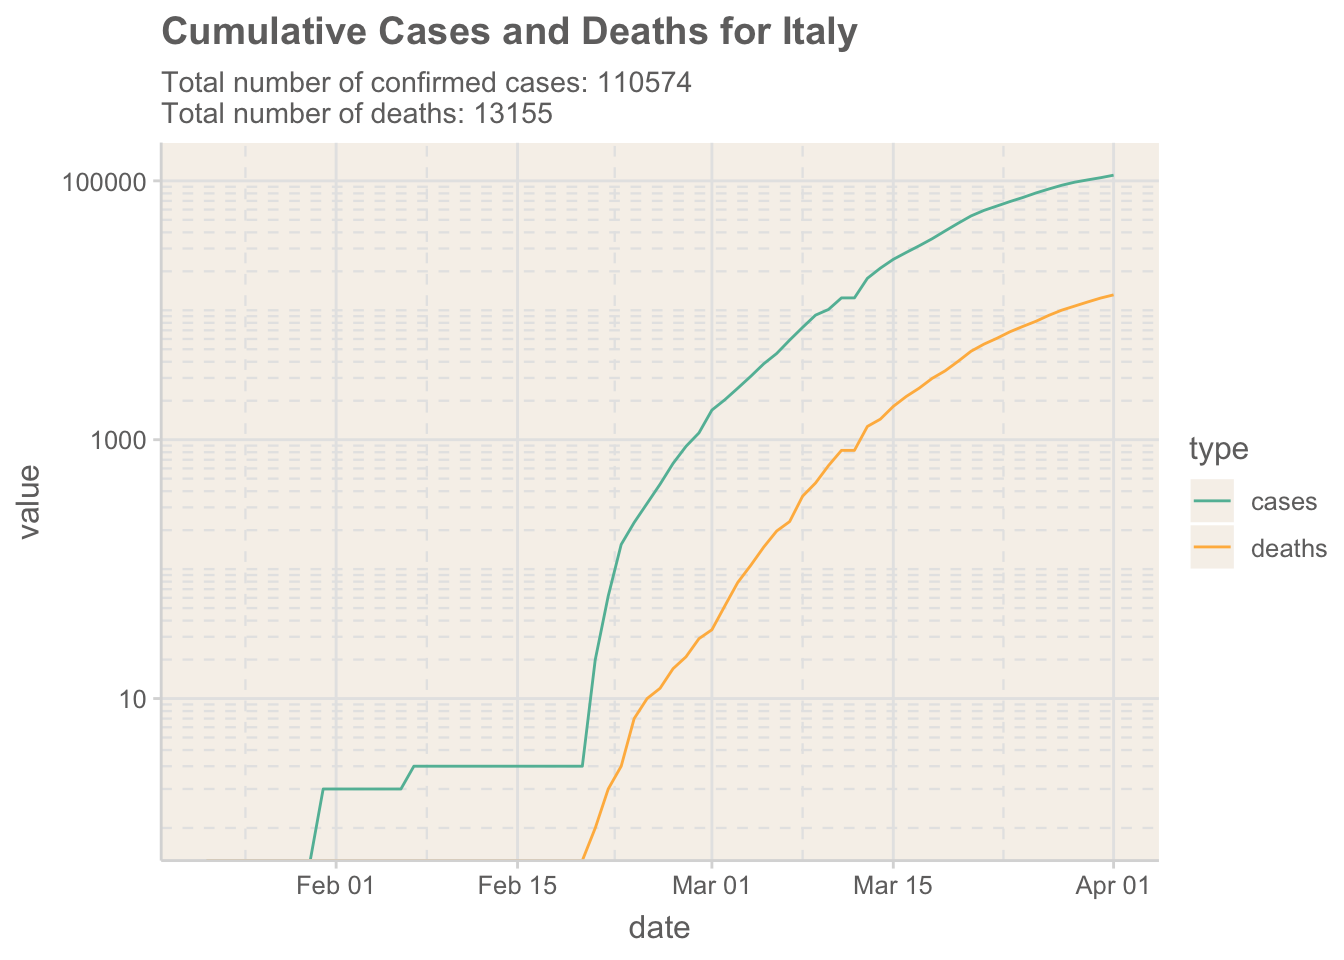 Cumulative Cases and Deaths for Italy
Total number of confirmed cases: 110574
Total number of deaths: 13155
100000
1000
10
value
Feb 01
Feb 15
Mar 01
Mar 15
Apr 01
date
type
cases
deaths